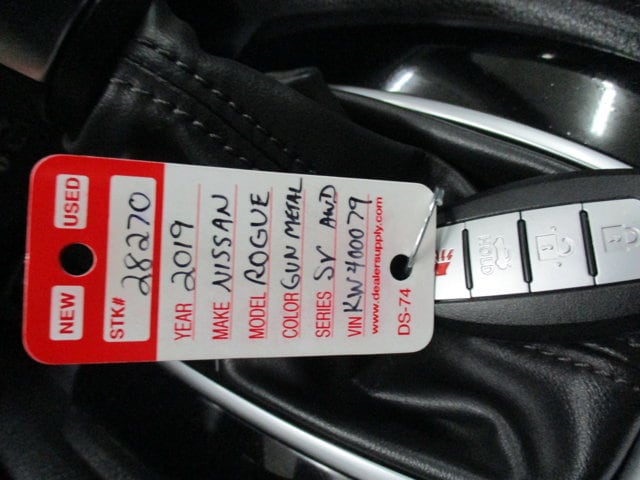 NEW USED
STK# 28270
YEAR 2019
MAKE NISSAN
MODEL ROGUE
COLOR GUN METAL
SERIES SV AWD
VIN KW400079
www.dealersupply.com
DS-74
HOLD